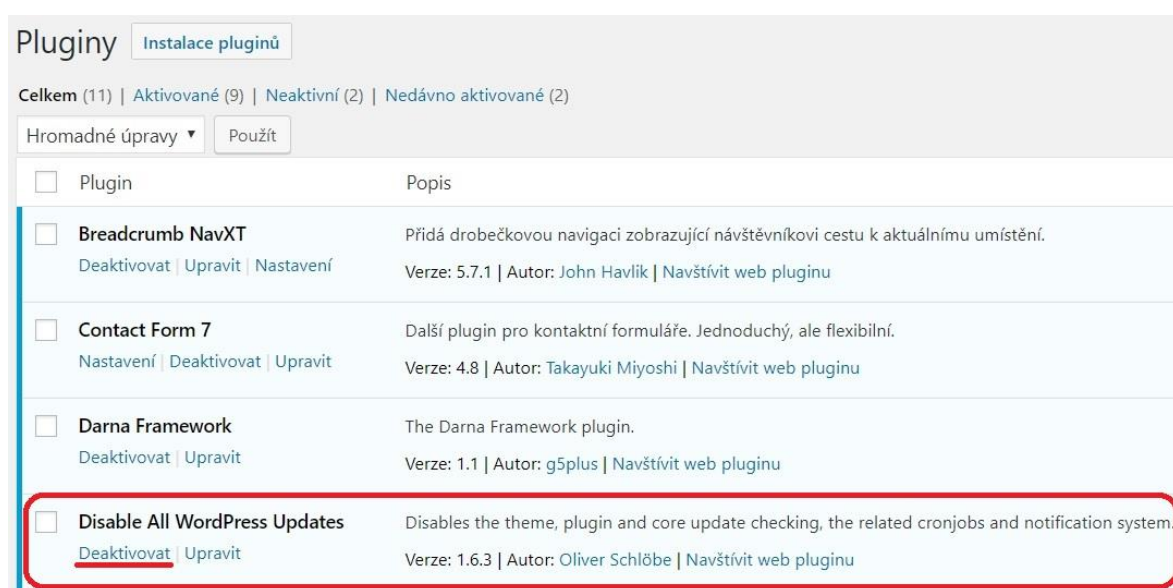 Pluginy Instalace pluginů
Celkem (11) | Aktivované (9) | Neaktivní (2) | Nedávno aktivované (2)
Hromadné úpravy ▼ Použít
Plugin Popis
Breadcrumb NavXT Přidá drobečkovou navigaci zobrazující návštěvníkovi cestu k aktuálnímu umístění.
Deaktivovat | Upravit | Nastavení Verze: 5.7.1 | Autor: John Havlik | Navštívit web pluginu
Contact Form 7 Další plugin pro kontaktní formuláře. Jednoduchý, ale flexibilní.
Nastavení | Deaktivovat | Upravit Verze: 4.8 | Autor: Takayuki Miyoshi | Navštívit web pluginu
Darna Framework The Darna Framework plugin.
Deaktivovat | Upravit Verze: 1.1 | Autor: g5plus | Navštívit web pluginu
Disable All WordPress Updates Disables the theme, plugin and core update checking, the related cronjobs and notification system.
Deaktivovat | Upravit Verze: 1.6.3 | Autor: Oliver Schlöbe | Navštívit web pluginu